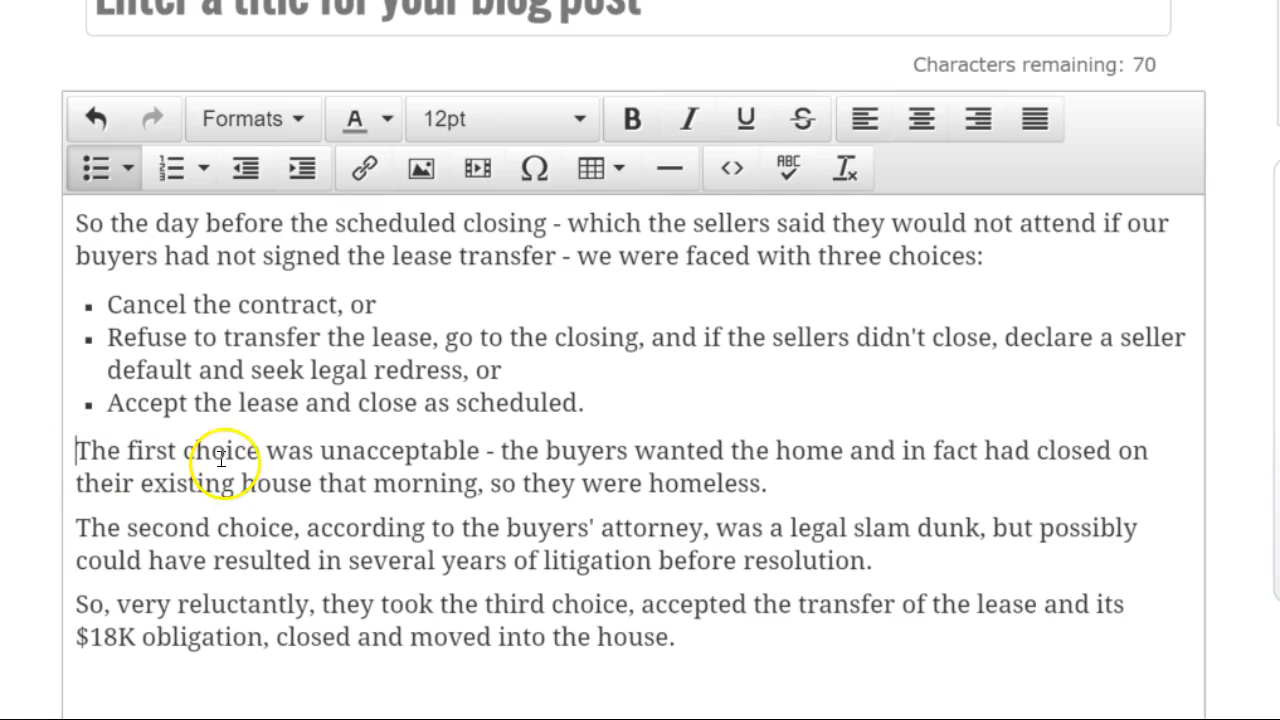 Enter a title for your blog post
Characters remaining: 70
Formats A 12pt B I U S
ABC
So the day before the scheduled closing - which the sellers said they would not attend if our
buyers had not signed the lease transfer - we were faced with three choices:
Cancel the contract, or
Refuse to transfer the lease, go to the closing, and if the sellers didn't close, declare a seller
default and seek legal redress, or
Accept the lease and close as scheduled.
The first choice was unacceptable - the buyers wanted the home and in fact had closed on
their existing house that morning, so they were homeless.
The second choice, according to the buyers' attorney, was a legal slam dunk, but possibly
could have resulted in several years of litigation before resolution.
So, very reluctantly, they took the third choice, accepted the transfer of the lease and its
$18K obligation, closed and moved into the house.